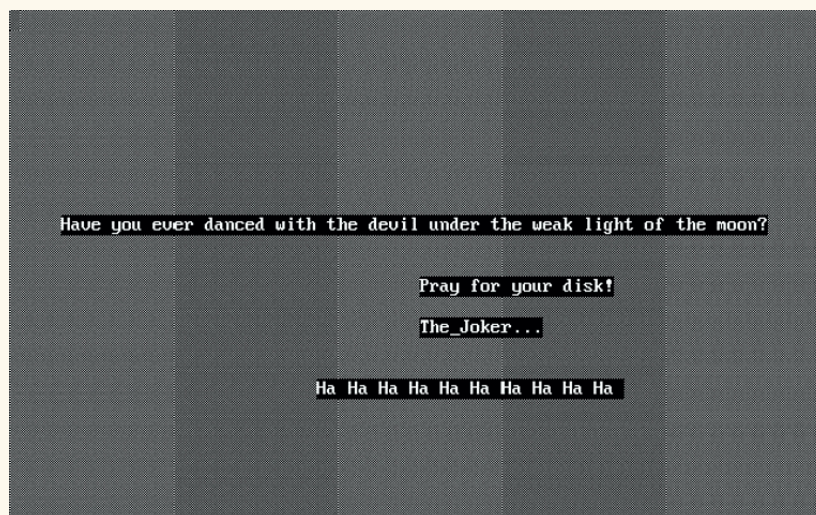 Have you ever danced with the devil under the weak light of the moon?
Pray for your disk!
The_Joker...
Ha Ha Ha Ha Ha Ha Ha Ha Ha Ha